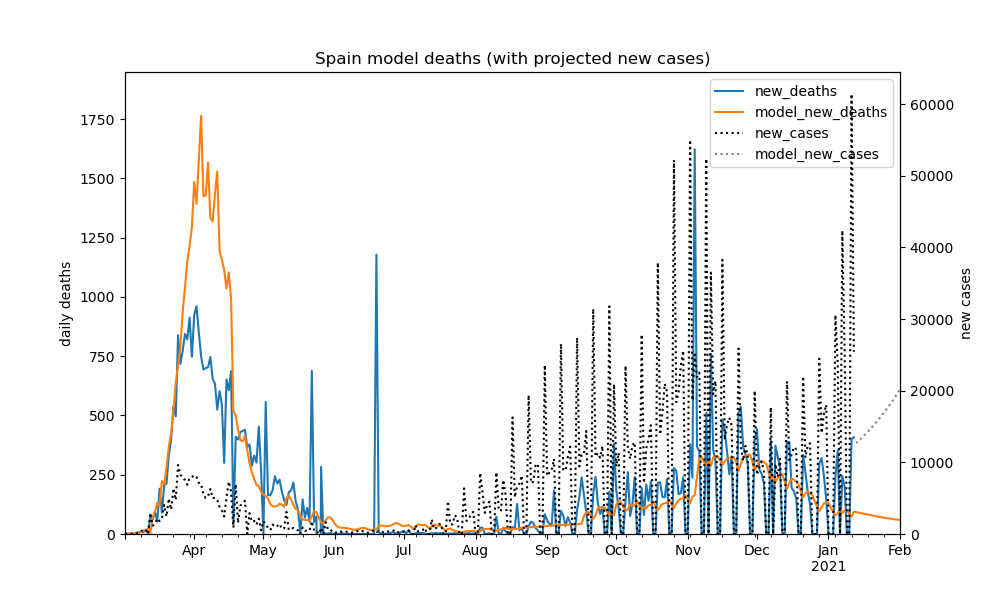 Spain model deaths (with projected new cases)
new_deaths
model_new_deaths
new_cases
model_new_cases
daily deaths
1750
1500
1250
1000
750
500
250
0
new cases
60000
50000
40000
30000
20000
10000
0
Apr May Jun Jul Aug Sep Oct Nov Dec Jan Feb
2021